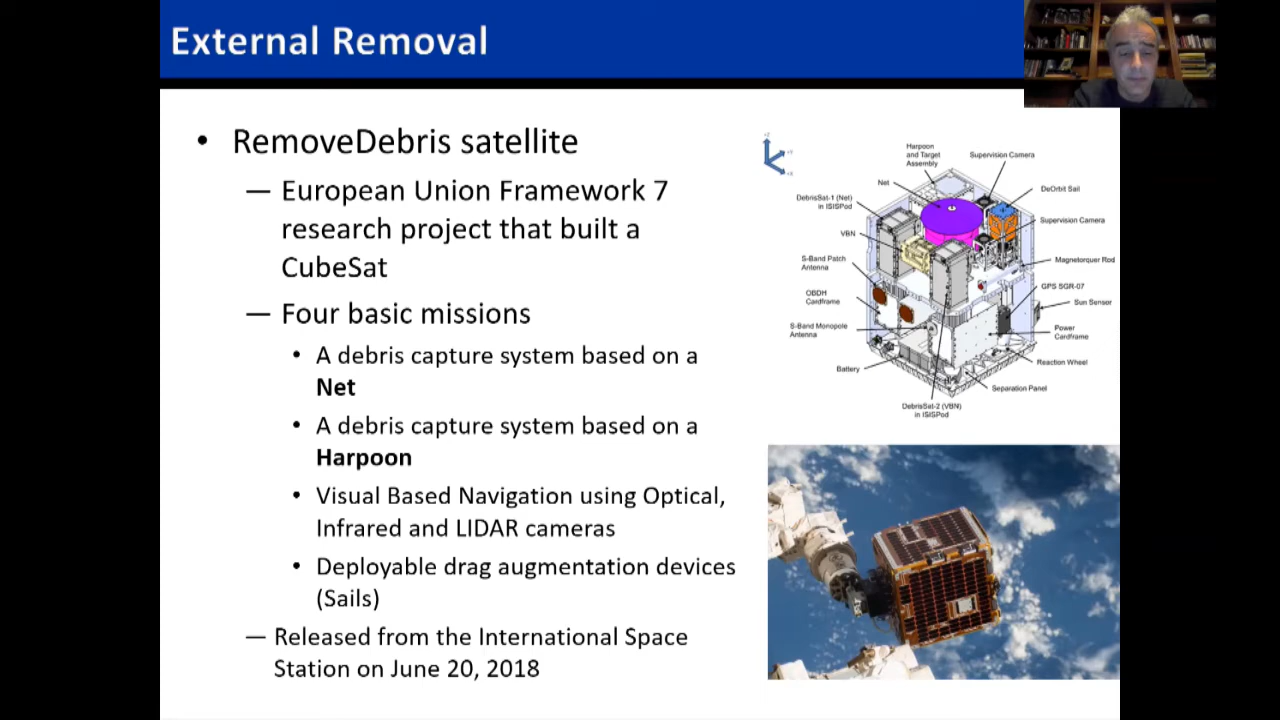 External Removal
• RemoveDebris satellite
— European Union Framework 7
research project that built a
CubeSat
— Four basic missions
• A debris capture system based on a
Net
• A debris capture system based on a
Harpoon
• Visual Based Navigation using Optical,
Infrared and LIDAR cameras
• Deployable drag augmentation devices
(Sails)
— Released from the International Space
Station on June 20, 2018
+Z
+Y
+X
Harpoon
and Target
Assembly
Supervision Camera
Net
DeOrbit Sail
DebrisSat-1 (Net)
in ISISPod
Supervision Camera
VBN
Magnetorquer Rod
S-Band Patch
Antenna
GPS SGR-07
OBDH
Cardframe
Sun Sensor
S-Band Monopole
Antenna
Power
Cardframe
Reaction Wheel
Battery
Separation Panel
DebrisSat-2 (VBN)
in ISISPod